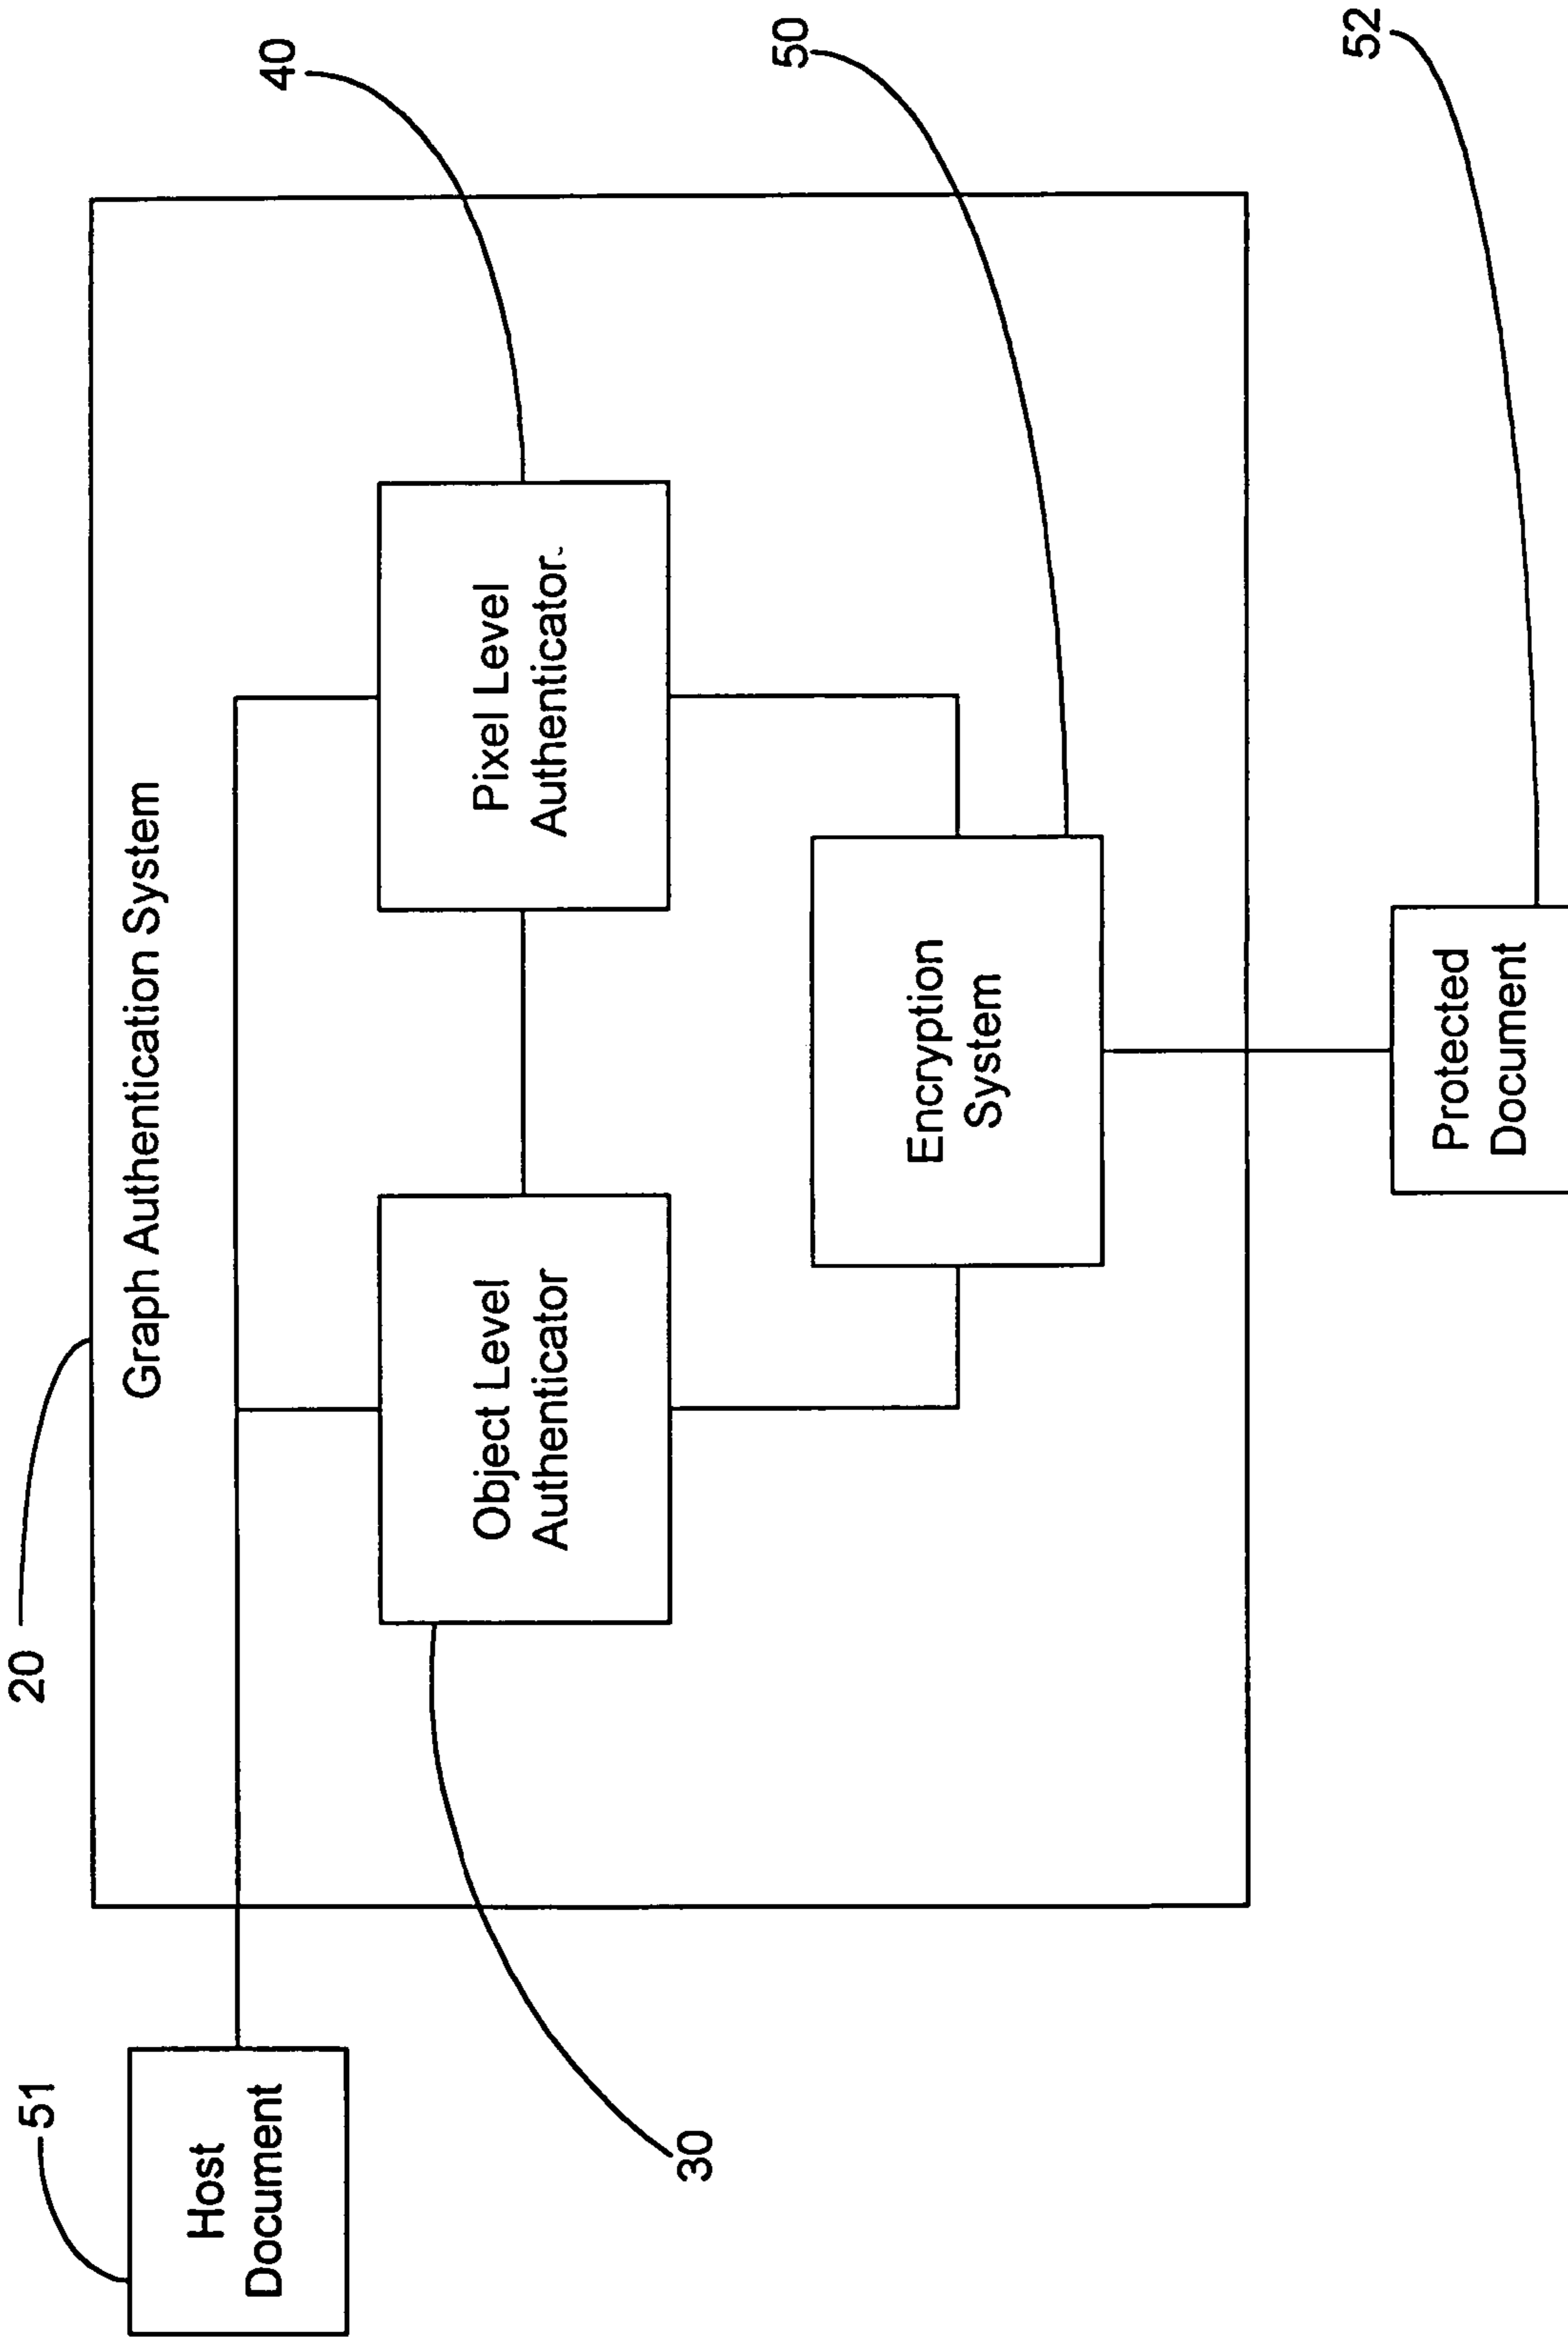 20
Graph Authentication System
51
Host
Document
40
Object Level
Authenticator
Pixel Level
Authenticator
30
50
Encryption
System
52
Protected
Document